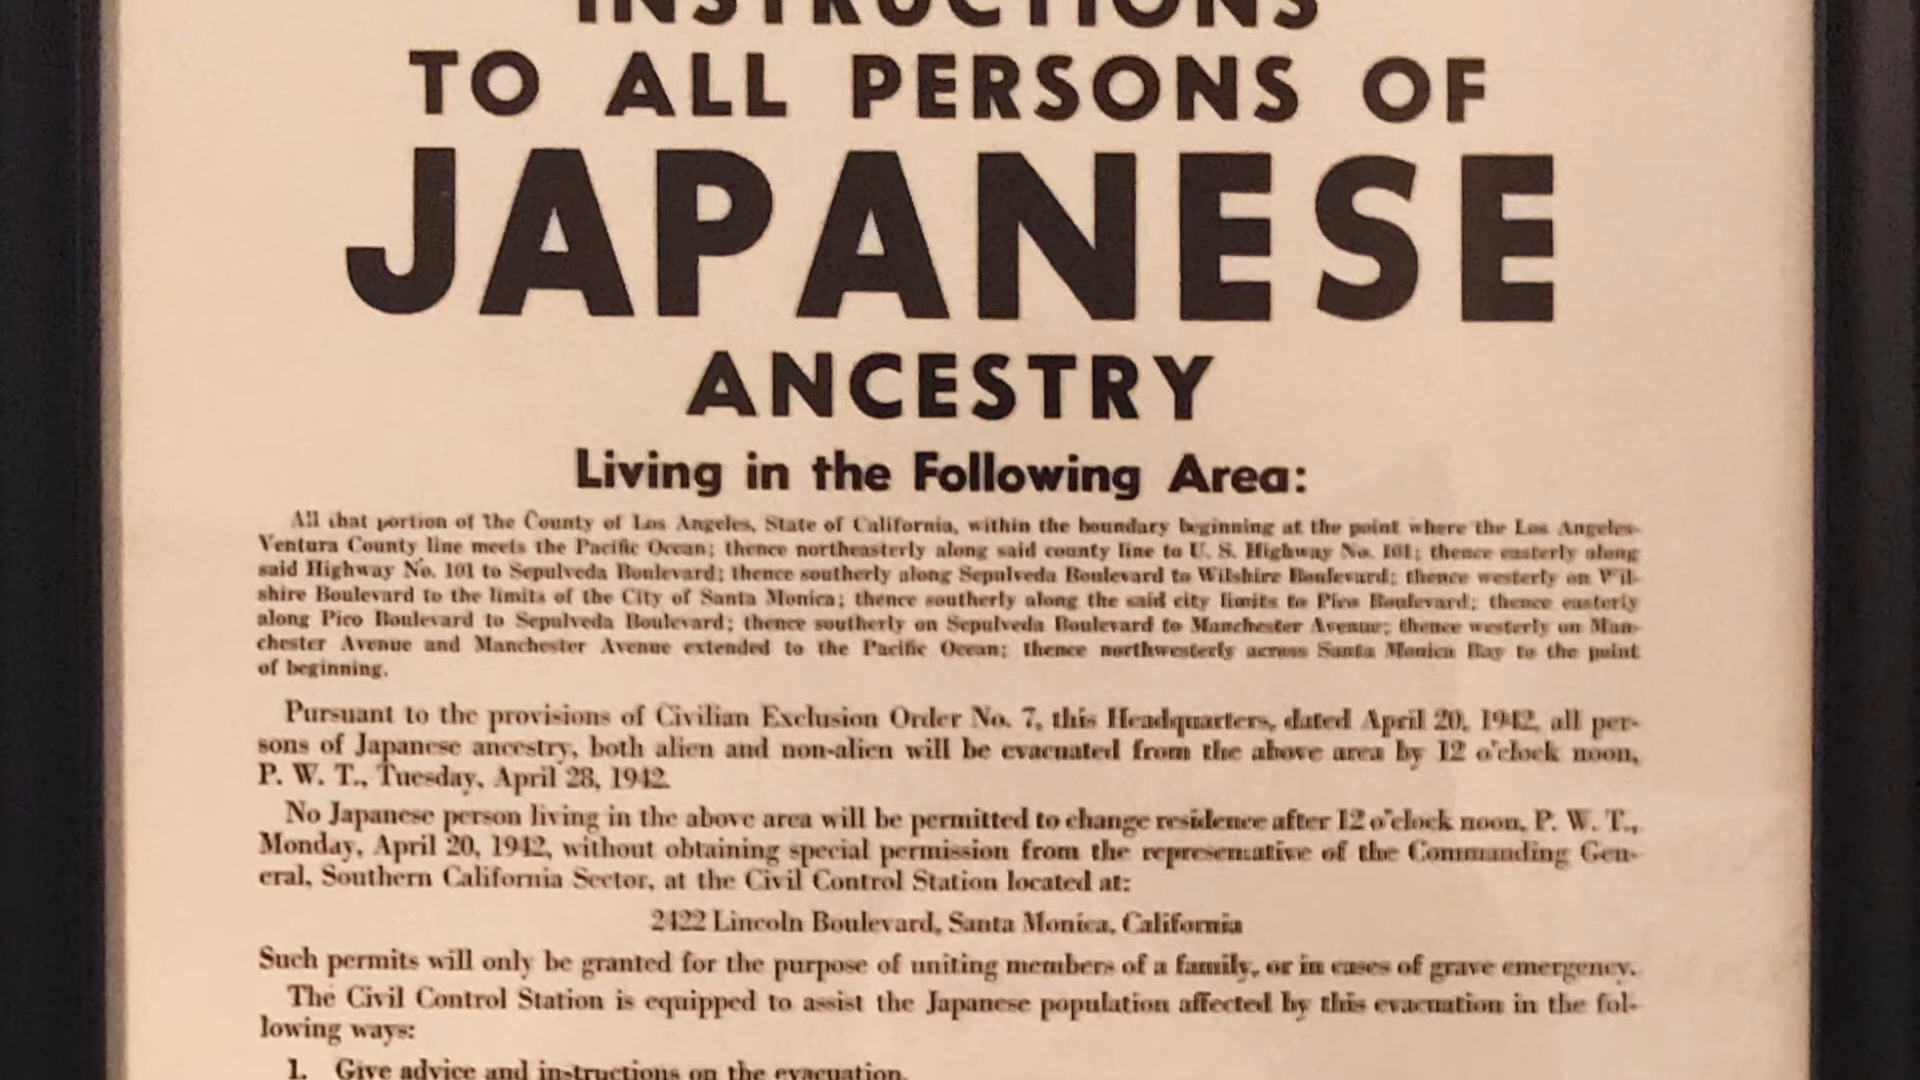 INSTRUCTIONS
TO ALL PERSONS OF
JAPANESE
ANCESTRY
Living in the Following Area:
All that portion of the County of Los Angeles, State of California, within the boundary beginning at the point where the Los Angeles-
Ventura County line meets the Pacific Ocean; thence northeasterly along said county line to U. S. Highway No. 101; thence easterly along
said Highway No. 101 to Sepulveda Boulevard; thence southerly along Sepulveda Boulevard to Wilshire Boulevard; thence westerly on Wil-
shire Boulevard to the limits of the City of Santa Monica; thence southerly along the said city limits to Pico Boulevard; thence easterly
along Pico Boulevard to Sepulveda Boulevard; thence southerly on Sepulveda Boulevard to Manchester Avenue; thence westerly on Man-
chester Avenue and Manchester Avenue extended to the Pacific Ocean; thence northwesterly across Santa Monica Bay to the point
of beginning.
Pursuant to the provisions of Civilian Exclusion Order No. 7, this Headquarters, dated April 20, 1942, all per-
sons of Japanese ancestry, both alien and non-alien will be evacuated from the above area by 12 o'clock noon,
P. W. T., Tuesday, April 28, 1942.
No Japanese person living in the above area will be permitted to change residence after 12 o'clock noon, P. W. T.,
Monday, April 20, 1942, without obtaining special permission from the representative of the Commanding Gen-
eral, Southern California Sector, at the Civil Control Station located at:
2422 Lincoln Boulevard, Santa Monica, California
Such permits will only be granted for the purpose of uniting members of a family, or in cases of grave emergency.
The Civil Control Station is equipped to assist the Japanese population affected by this evacuation in the fol-
lowing ways:
1. Give advice and instructions on the evacuation.